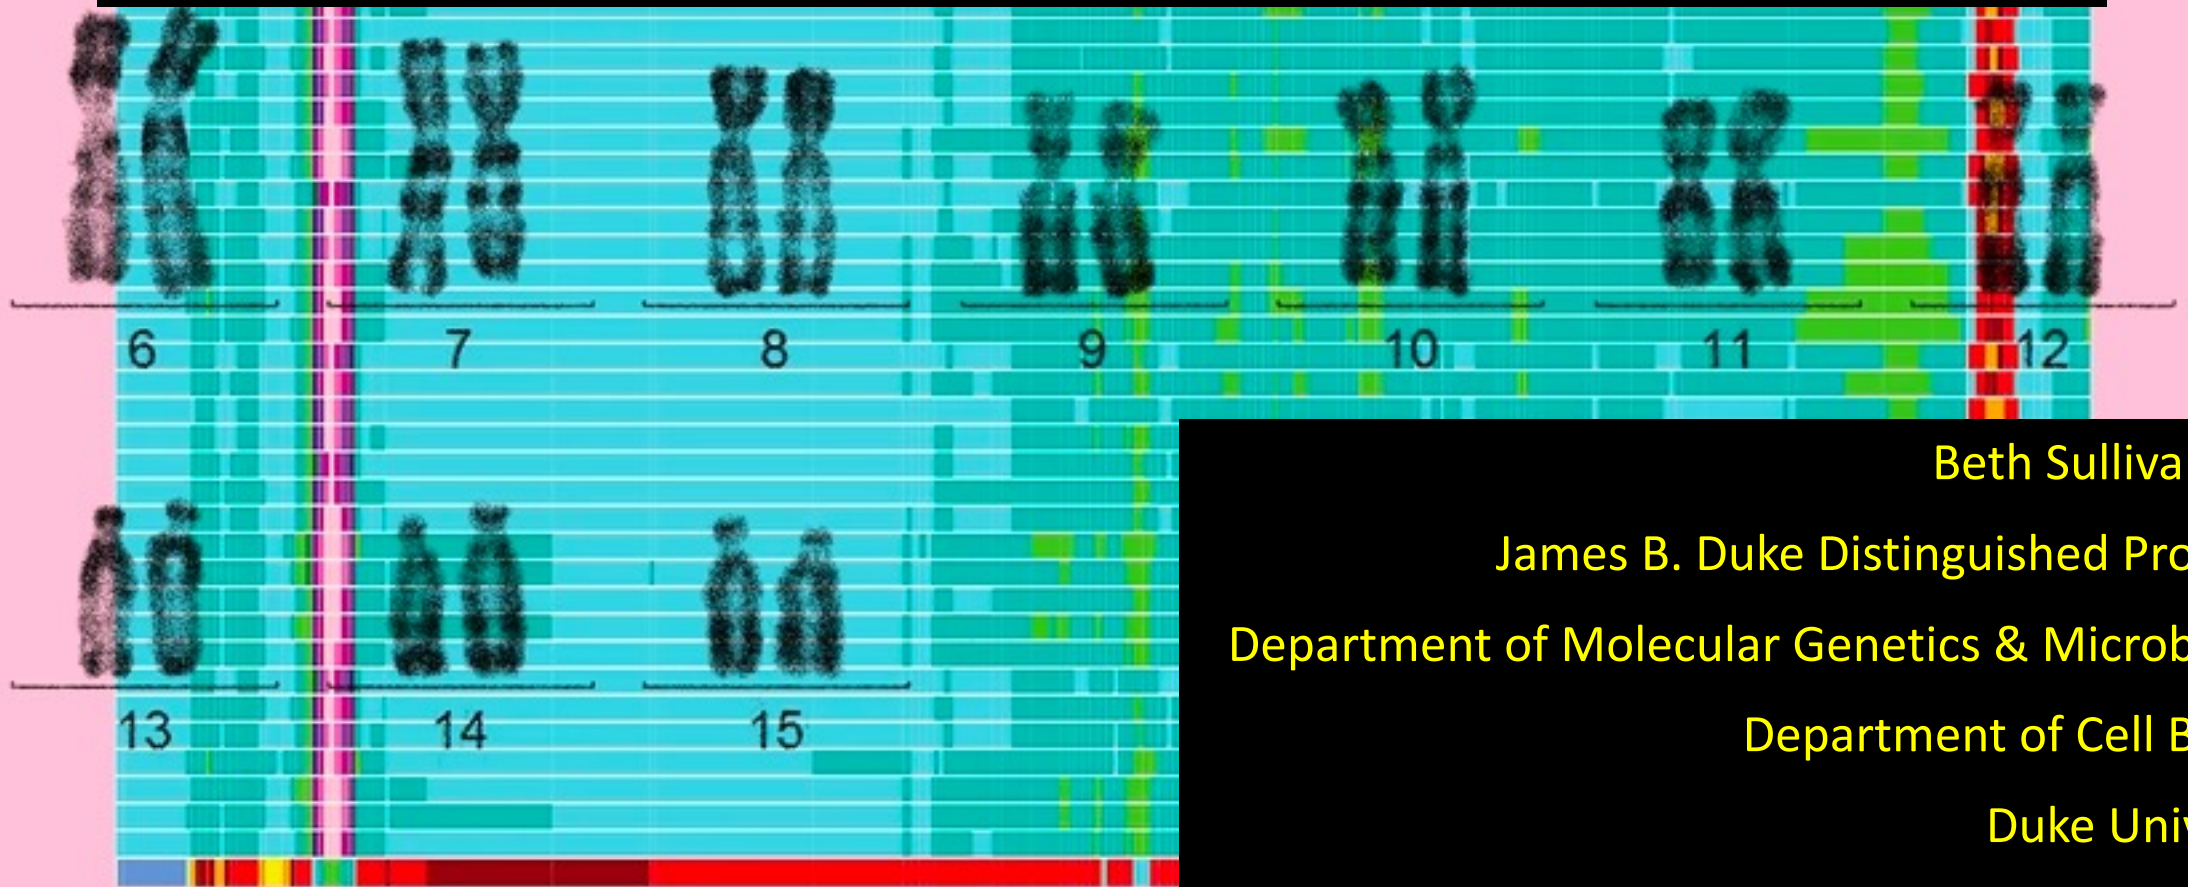 6 7 8 9 10 11 12
Beth Sulliva
James B. Duke Distinguished Pro
Department of Molecular Genetics & Microb
13 14 15
Department of Cell B
Duke Univ